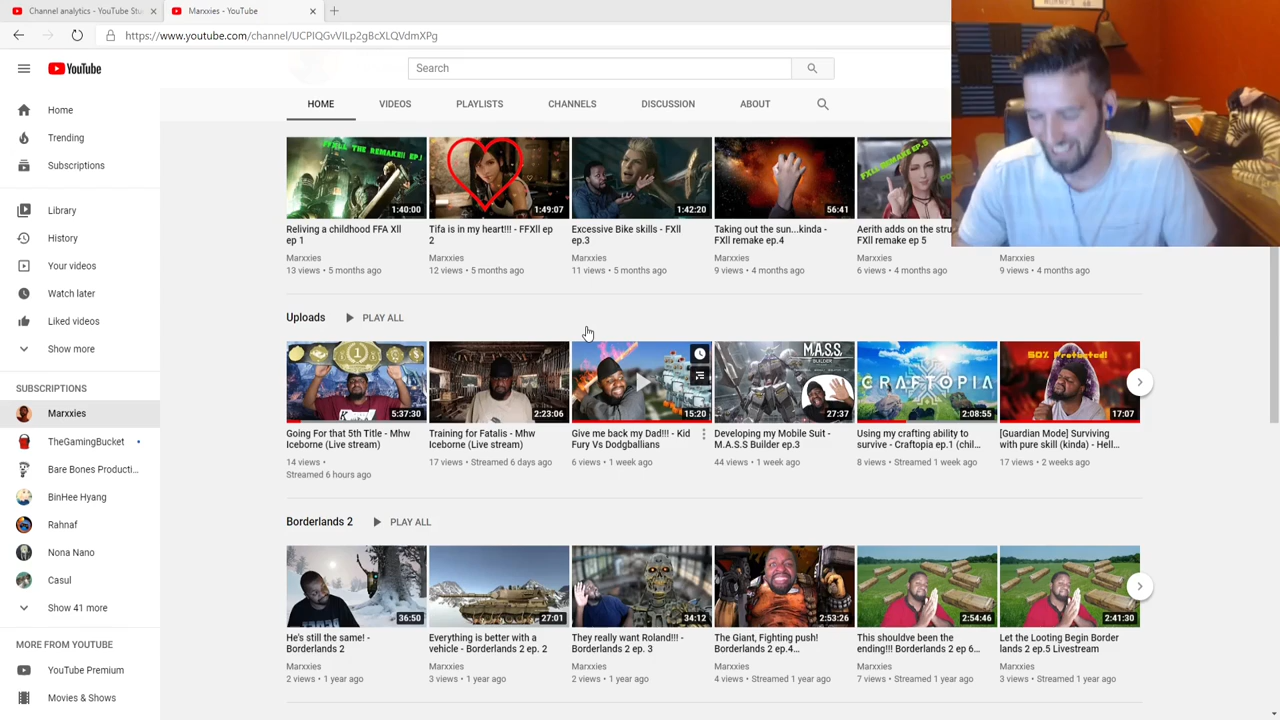 Channel analytics - YouTube Stu
Marxxies - YouTube
https://www.youtube.com/channel/UCPIQGvVILp2gBcXLQVdmXPg
YouTube
Search
HOME
VIDEOS
PLAYLISTS
CHANNELS
DISCUSSION
ABOUT
Home
Trending
Subscriptions
Library
History
Your videos
Watch later
Liked videos
Show more
SUBSCRIPTIONS
Marxxies
TheGamingBucket
Bare Bones Producti...
BinHee Hyang
Rahnaf
Nona Nano
Casul
Show 41 more
MORE FROM YOUTUBE
YouTube Premium
Movies & Shows
1:40:00
Reliving a childhood FFA XII
ep 1
Marxxies
13 views • 5 months ago
1:49:07
Tifa is in my heart!!! - FFXII ep
2
Marxxies
12 views • 5 months ago
1:42:20
Excessive Bike skills - FXII
ep.3
Marxxies
11 views • 5 months ago
56:41
Taking out the sun...kinda -
FXII remake ep.4
Marxxies
9 views • 4 months ago
Aerith adds on the stru
FXII remake ep 5
Marxxies
6 views • 4 months ago
Marxxies
9 views • 4 months ago
Uploads
PLAY ALL
5:37:30
Going For that 5th Title - Mhw
Iceborne (Live stream)
14 views •
Streamed 6 hours ago
2:23:06
Training for Fatalis - Mhw
Iceborne (Live stream)
17 views • Streamed 6 days ago
15:20
Give me back my Dad!!! - Kid
Fury Vs Dodgballians
6 views • 1 week ago
M.A.S.S
BUILDER
27:37
Developing my Mobile Suit -
M.A.S.S Builder ep.3
44 views • 1 week ago
CRAFTOPIA
2:08:55
Using my crafting ability to
survive - Craftopia ep.1 (chil...
8 views • Streamed 1 week ago
50% Protected!
17:07
[Guardian Mode] Surviving
with pure skill (kinda) - Hell...
17 views • 2 weeks ago
Borderlands 2
PLAY ALL
36:50
He's still the same! -
Borderlands 2
Marxxies
2 views • 1 year ago
27:01
Everything is better with a
vehicle - Borderlands 2 ep. 2
Marxxies
3 views • 1 year ago
34:12
They really want Roland!!! -
Borderlands 2 ep. 3
Marxxies
2 views • 1 year ago
2:53:26
The Giant, Fighting push!
Borderlands 2 ep.4...
Marxxies
4 views • Streamed 1 year ago
2:54:46
This shouldve been the
ending!!! Borderlands 2 ep 6...
Marxxies
7 views • Streamed 1 year ago
2:41:30
Let the Looting Begin Border
lands 2 ep.5 Livestream
Marxxies
3 views • Streamed 1 year ago